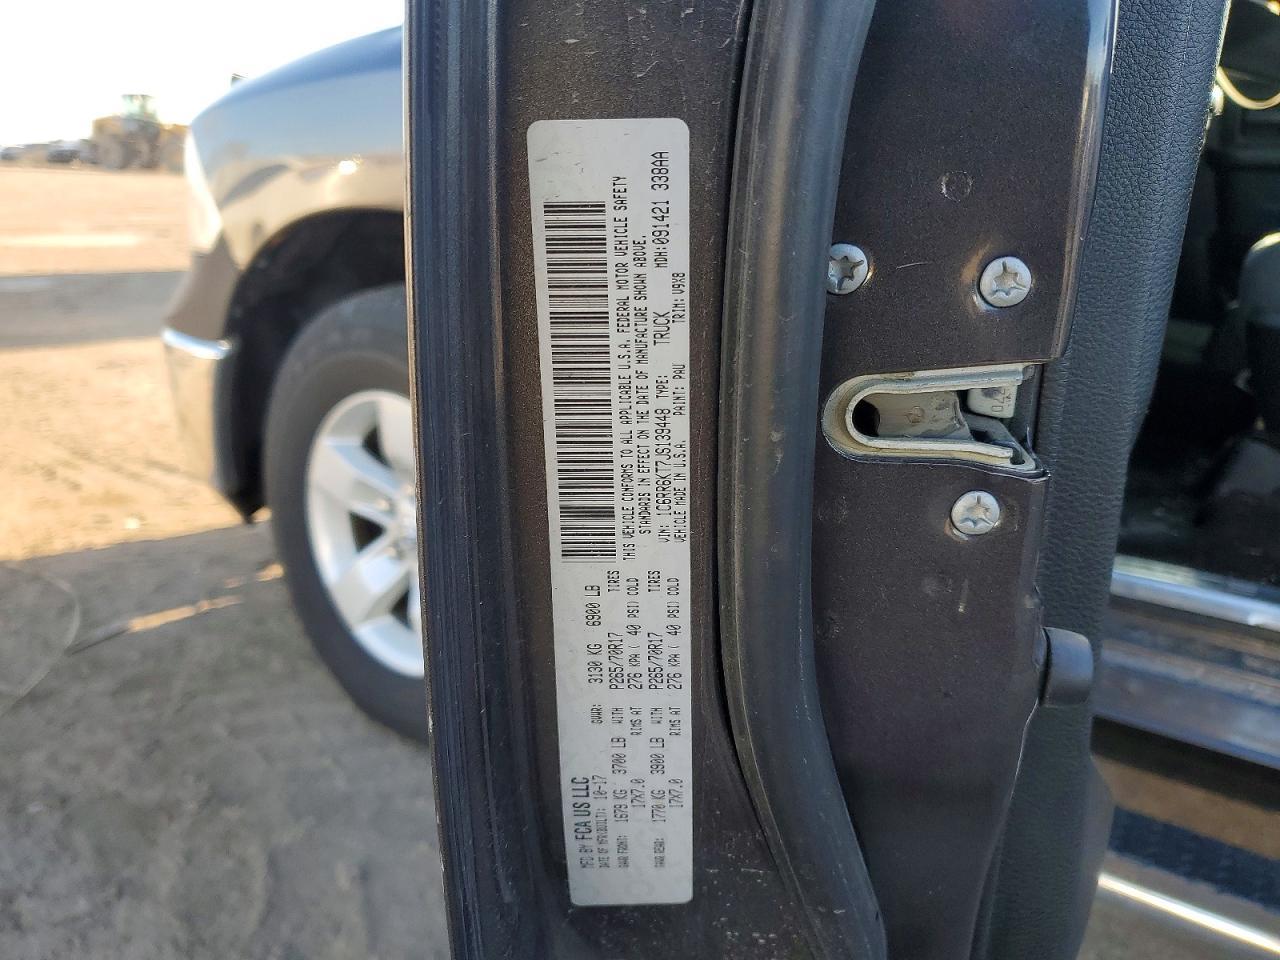 MFD BY FCA US LLC
DATE OF MFR(BUILT): 10-17 GVWR: 3130 KG 6900 LB
GAWR FRONT: 1679 KG 3700 LB WITH P265/70R17 TIRES
17X7.0 RIMS AT 276 KPA( 40 PSI) COLD
GAWR REAR: 1770 KG 3900 LB WITH P265/70R17 TIRES
17X7.0 RIMS AT 276 KPA( 40 PSI) COLD
THIS VEHICLE CONFORMS TO ALL APPLICABLE U.S.A. FEDERAL MOTOR VEHICLE SAFETY
STANDARDS IN EFFECT ON THE DATE OF MANUFACTURE SHOWN ABOVE.
VIN: 1C6RR6KT7JS139448 TYPE: TRUCK MDH:091421 338AA
VEHICLE MADE IN U.S.A. PAINT: PAU TRIM: V9X8